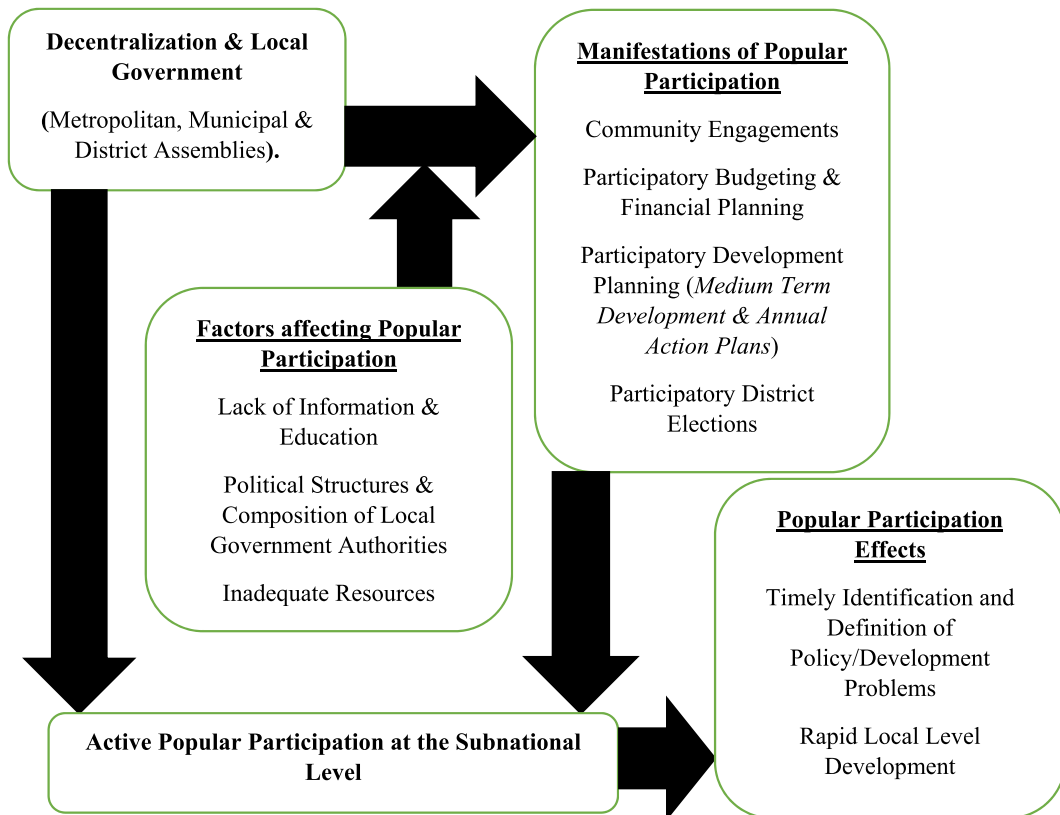 Decentralization & Local
Government
(Metropolitan, Municipal &
District Assemblies).
Manifestations of Popular
Participation
Community Engagements
Participatory Budgeting &
Financial Planning
Participatory Development
Planning (Medium Term
Development & Annual
Action Plans)
Participatory District
Elections
Factors affecting Popular
Participation
Lack of Information &
Education
Political Structures &
Composition of Local
Government Authorities
Inadequate Resources
Popular Participation
Effects
Timely Identification and
Definition of
Policy/Development
Problems
Rapid Local Level
Development
Active Popular Participation at the Subnational
Level